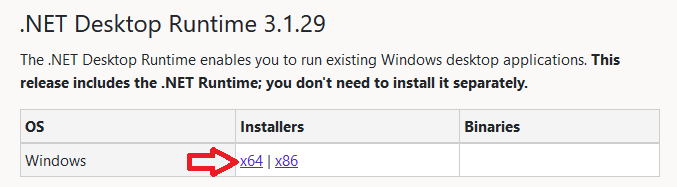 .NET Desktop Runtime 3.1.29
The .NET Desktop Runtime enables you to run existing Windows desktop applications. This
release includes the .NET Runtime; you don't need to install it separately.
OS Installers Binaries
Windows x64 | x86